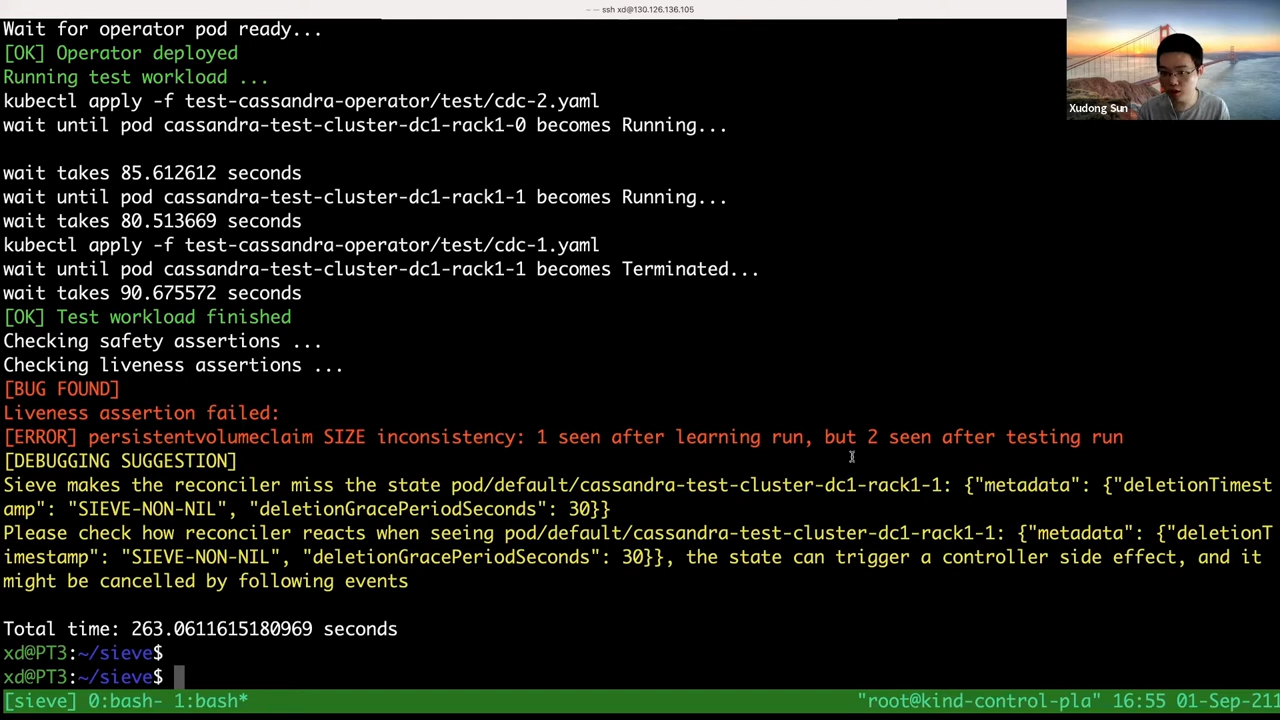 ~ — ssh xd@130.126.136.105
Wait for operator pod ready...
[OK] Operator deployed
Running test workload ...
kubectl apply -f test-cassandra-operator/test/cdc-2.yaml
wait until pod cassandra-test-cluster-dc1-rack1-0 becomes Running...
wait takes 85.612612 seconds
wait until pod cassandra-test-cluster-dc1-rack1-1 becomes Running...
wait takes 80.513669 seconds
kubectl apply -f test-cassandra-operator/test/cdc-1.yaml
wait until pod cassandra-test-cluster-dc1-rack1-1 becomes Terminated...
wait takes 90.675572 seconds
[OK] Test workload finished
Checking safety assertions ...
Checking liveness assertions ...
[BUG FOUND]
Liveness assertion failed:
[ERROR] persistentvolumeclaim SIZE inconsistency: 1 seen after learning run, but 2 seen after testing run
[DEBUGGING SUGGESTION]
Sieve makes the reconciler miss the state pod/default/cassandra-test-cluster-dc1-rack1-1: {"metadata": {"deletionTimest
amp": "SIEVE-NON-NIL", "deletionGracePeriodSeconds": 30}}
Please check how reconciler reacts when seeing pod/default/cassandra-test-cluster-dc1-rack1-1: {"metadata": {"deletionT
imestamp": "SIEVE-NON-NIL", "deletionGracePeriodSeconds": 30}}, the state can trigger a controller side effect, and it
might be cancelled by following events
Total time: 263.0611615180969 seconds
xd@PT3:~/sieve$
xd@PT3:~/sieve$
[sieve] 0:bash- 1:bash* "root@kind-control-pla" 16:55 01-Sep-211
Xudong Sun